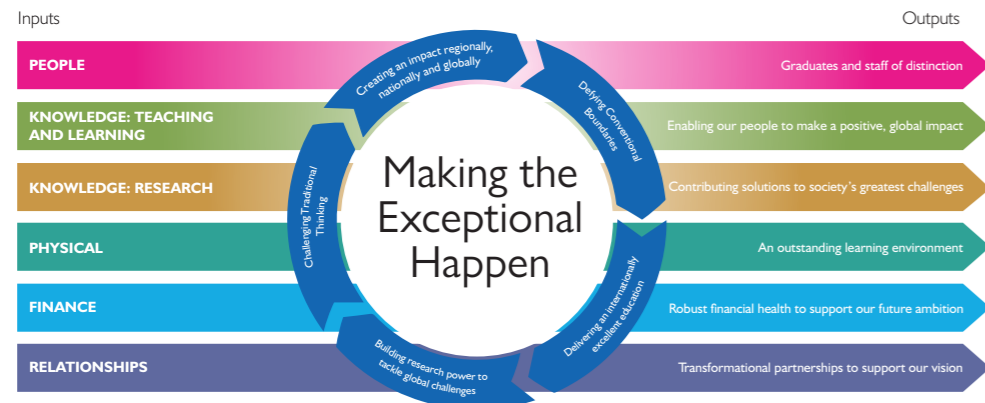 Inputs
Outputs
PEOPLE
Graduates and staff of distinction
KNOWLEDGE: TEACHING
AND LEARNING
Enabling our people to make a positive, global impact
KNOWLEDGE: RESEARCH
Contributing solutions to society's greatest challenges
PHYSICAL
An outstanding learning environment
FINANCE
Robust financial health to support our future ambition
RELATIONSHIPS
Transformational partnerships to support our vision
Making the
Exceptional
Happen
Creating an impact regionally,
nationally and globally
Defying Conventional
Boundaries
Delivering an internationally
excellent education
Building research power to
tackle global challenges
Challenging Traditional
Thinking